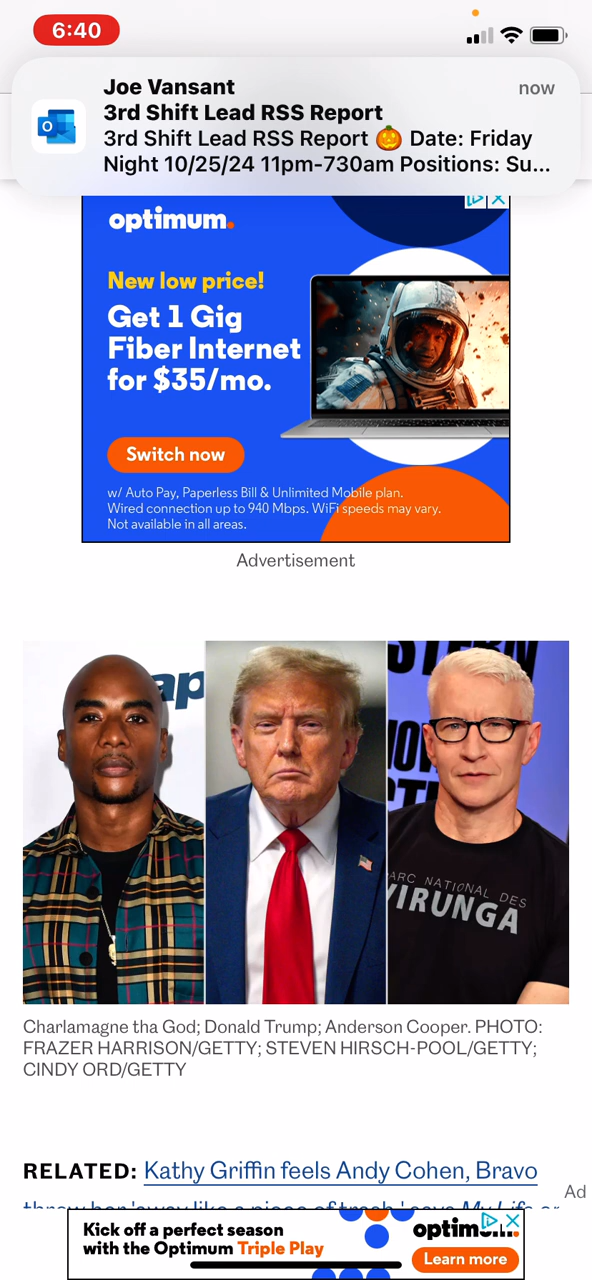 6:40
Joe Vansant now
3rd Shift Lead RSS Report
3rd Shift Lead RSS Report 🎃 Date: Friday
Night 10/25/24 11pm-730am Positions: Su...
optimum.
New low price!
Get 1 Gig
Fiber Internet
for $35/mo.
Switch now
w/ Auto Pay, Paperless Bill & Unlimited Mobile plan.
Wired connection up to 940 Mbps. WiFi speeds may vary.
Not available in all areas.
Advertisement
ap
PARC NATIONAL DES
VIRUNGA
Charlamagne tha God; Donald Trump; Anderson Cooper. PHOTO:
FRAZER HARRISON/GETTY; STEVEN HIRSCH-POOL/GETTY;
CINDY ORD/GETTY
RELATED: Kathy Griffin feels Andy Cohen, Bravo
Ad
Kick off a perfect season
with the Optimum Triple Play
optimum.
Learn more